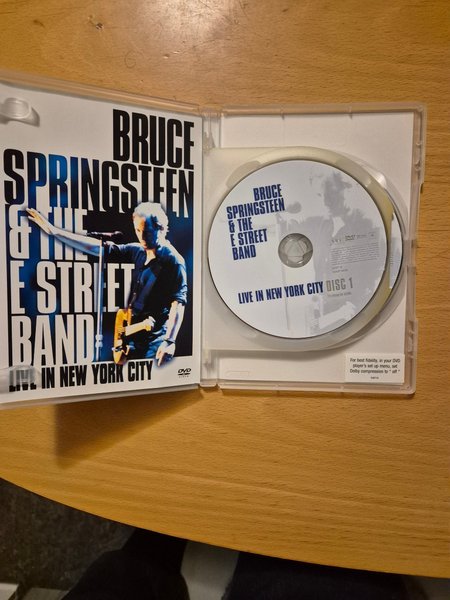 BRUCE
SPRINGSTEEN
& THE
E STREET
BAND
LIVE IN NEW YORK CITY
DVD
BRUCE
SPRINGSTEEN
& THE
E STREET
BAND
LIVE IN NEW YORK CITY DISC 1
DVD
For best fidelity, in your DVD
player's set up menu, set
Dolby compression to " off "